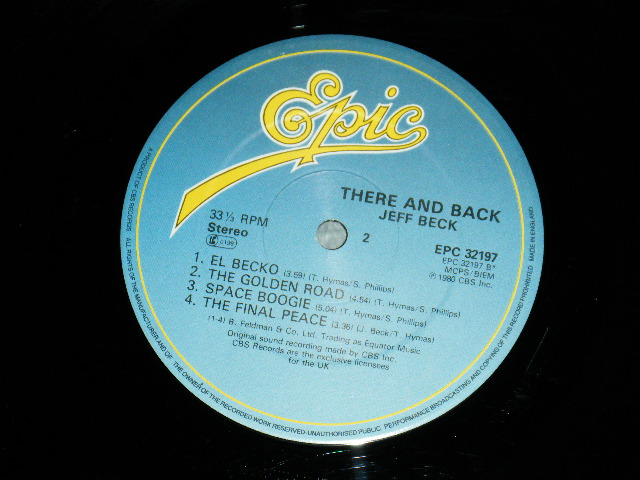 Epic
THERE AND BACK
JEFF BECK
33⅓ RPM
Stereo
2
EPC 32197
EPC 32197 B*
MCPS/BIEM
℗ 1980 CBS Inc.
1. EL BECKO (3.59) (T. Hymas/S. Phillips)
2. THE GOLDEN ROAD (4.54) (T. Hymas/S. Phillips)
3. SPACE BOOGIE (5.04) (T. Hymas/S. Phillips)
4. THE FINAL PEACE (3.36) (J. Beck/T. Hymas)
(1-4) B. Feldman & Co. Ltd. Trading as Equator Music
Original sound recording made by CBS Inc.
CBS Records are the exclusive licensees
for the UK
A PRODUCT OF CBS RECORDS ALL RIGHTS OF THE MANUFACTURER AND OF THE OWNER OF THE RECORDED WORK RESERVED-UNAUTHORISED PUBLIC PERFORMANCE BROADCASTING AND COPYING OF THIS RECORD PROHIBITED MADE IN ENGLAND